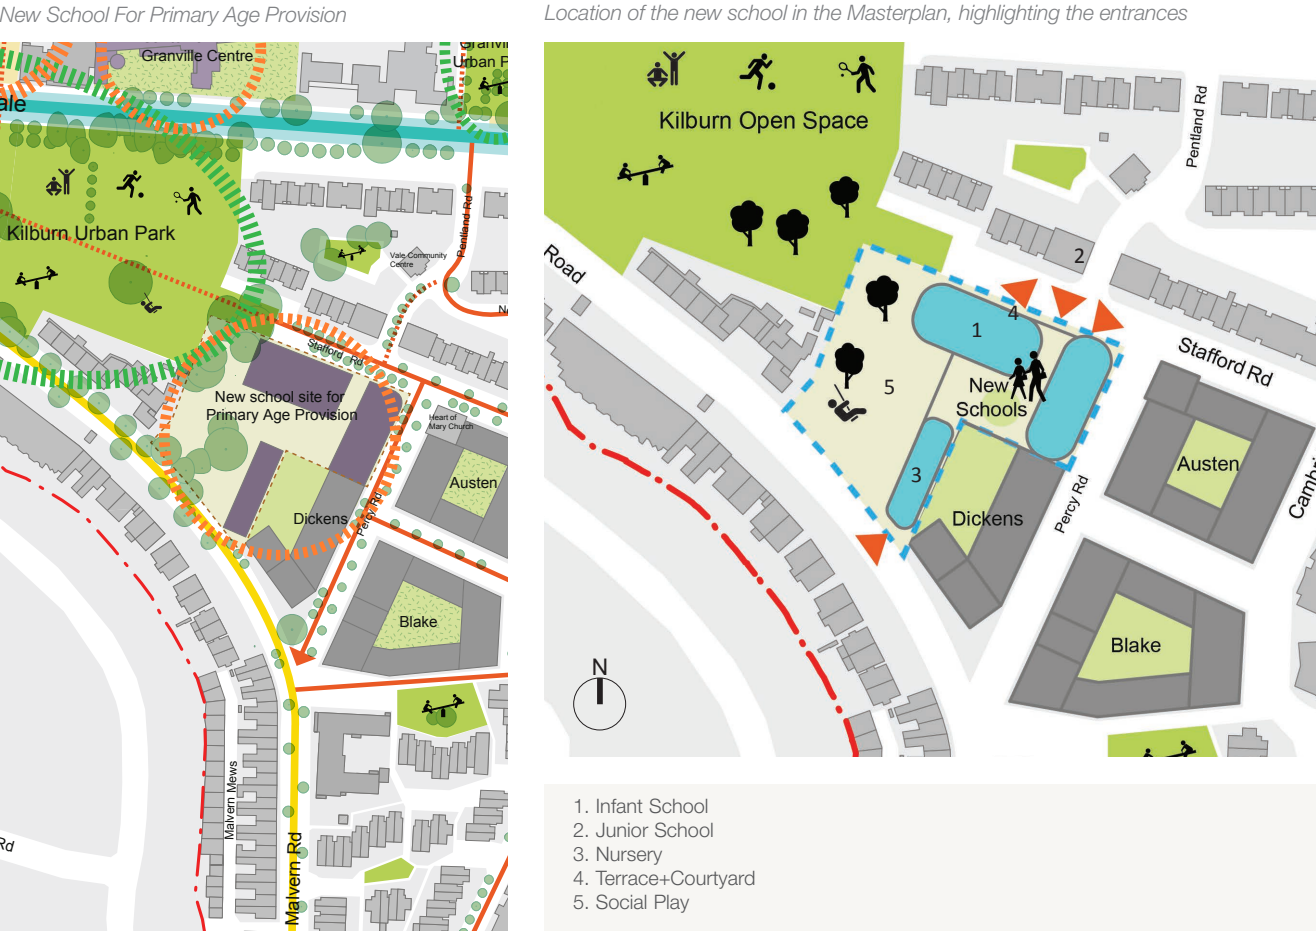 New School For Primary Age Provision
Granville Centre
Urban P
ale
Kilburn Urban Park
Pentland Rd
Vale Community
Centre
Stafford Rd
New school site for
Primary Age Provision
Heart of
Mary Church
Austen
Dickens
Percy Rd
Blake
Malvern Mews
Malvern Rd
Rd
Location of the new school in the Masterplan, highlighting the entrances
Kilburn Open Space
Pentland Rd
Road
2
4
1
Stafford Rd
5
New
Schools
3
Austen
Cambri
Dickens
Percy Rd
Blake
N
1. Infant School
2. Junior School
3. Nursery
4. Terrace+Courtyard
5. Social Play